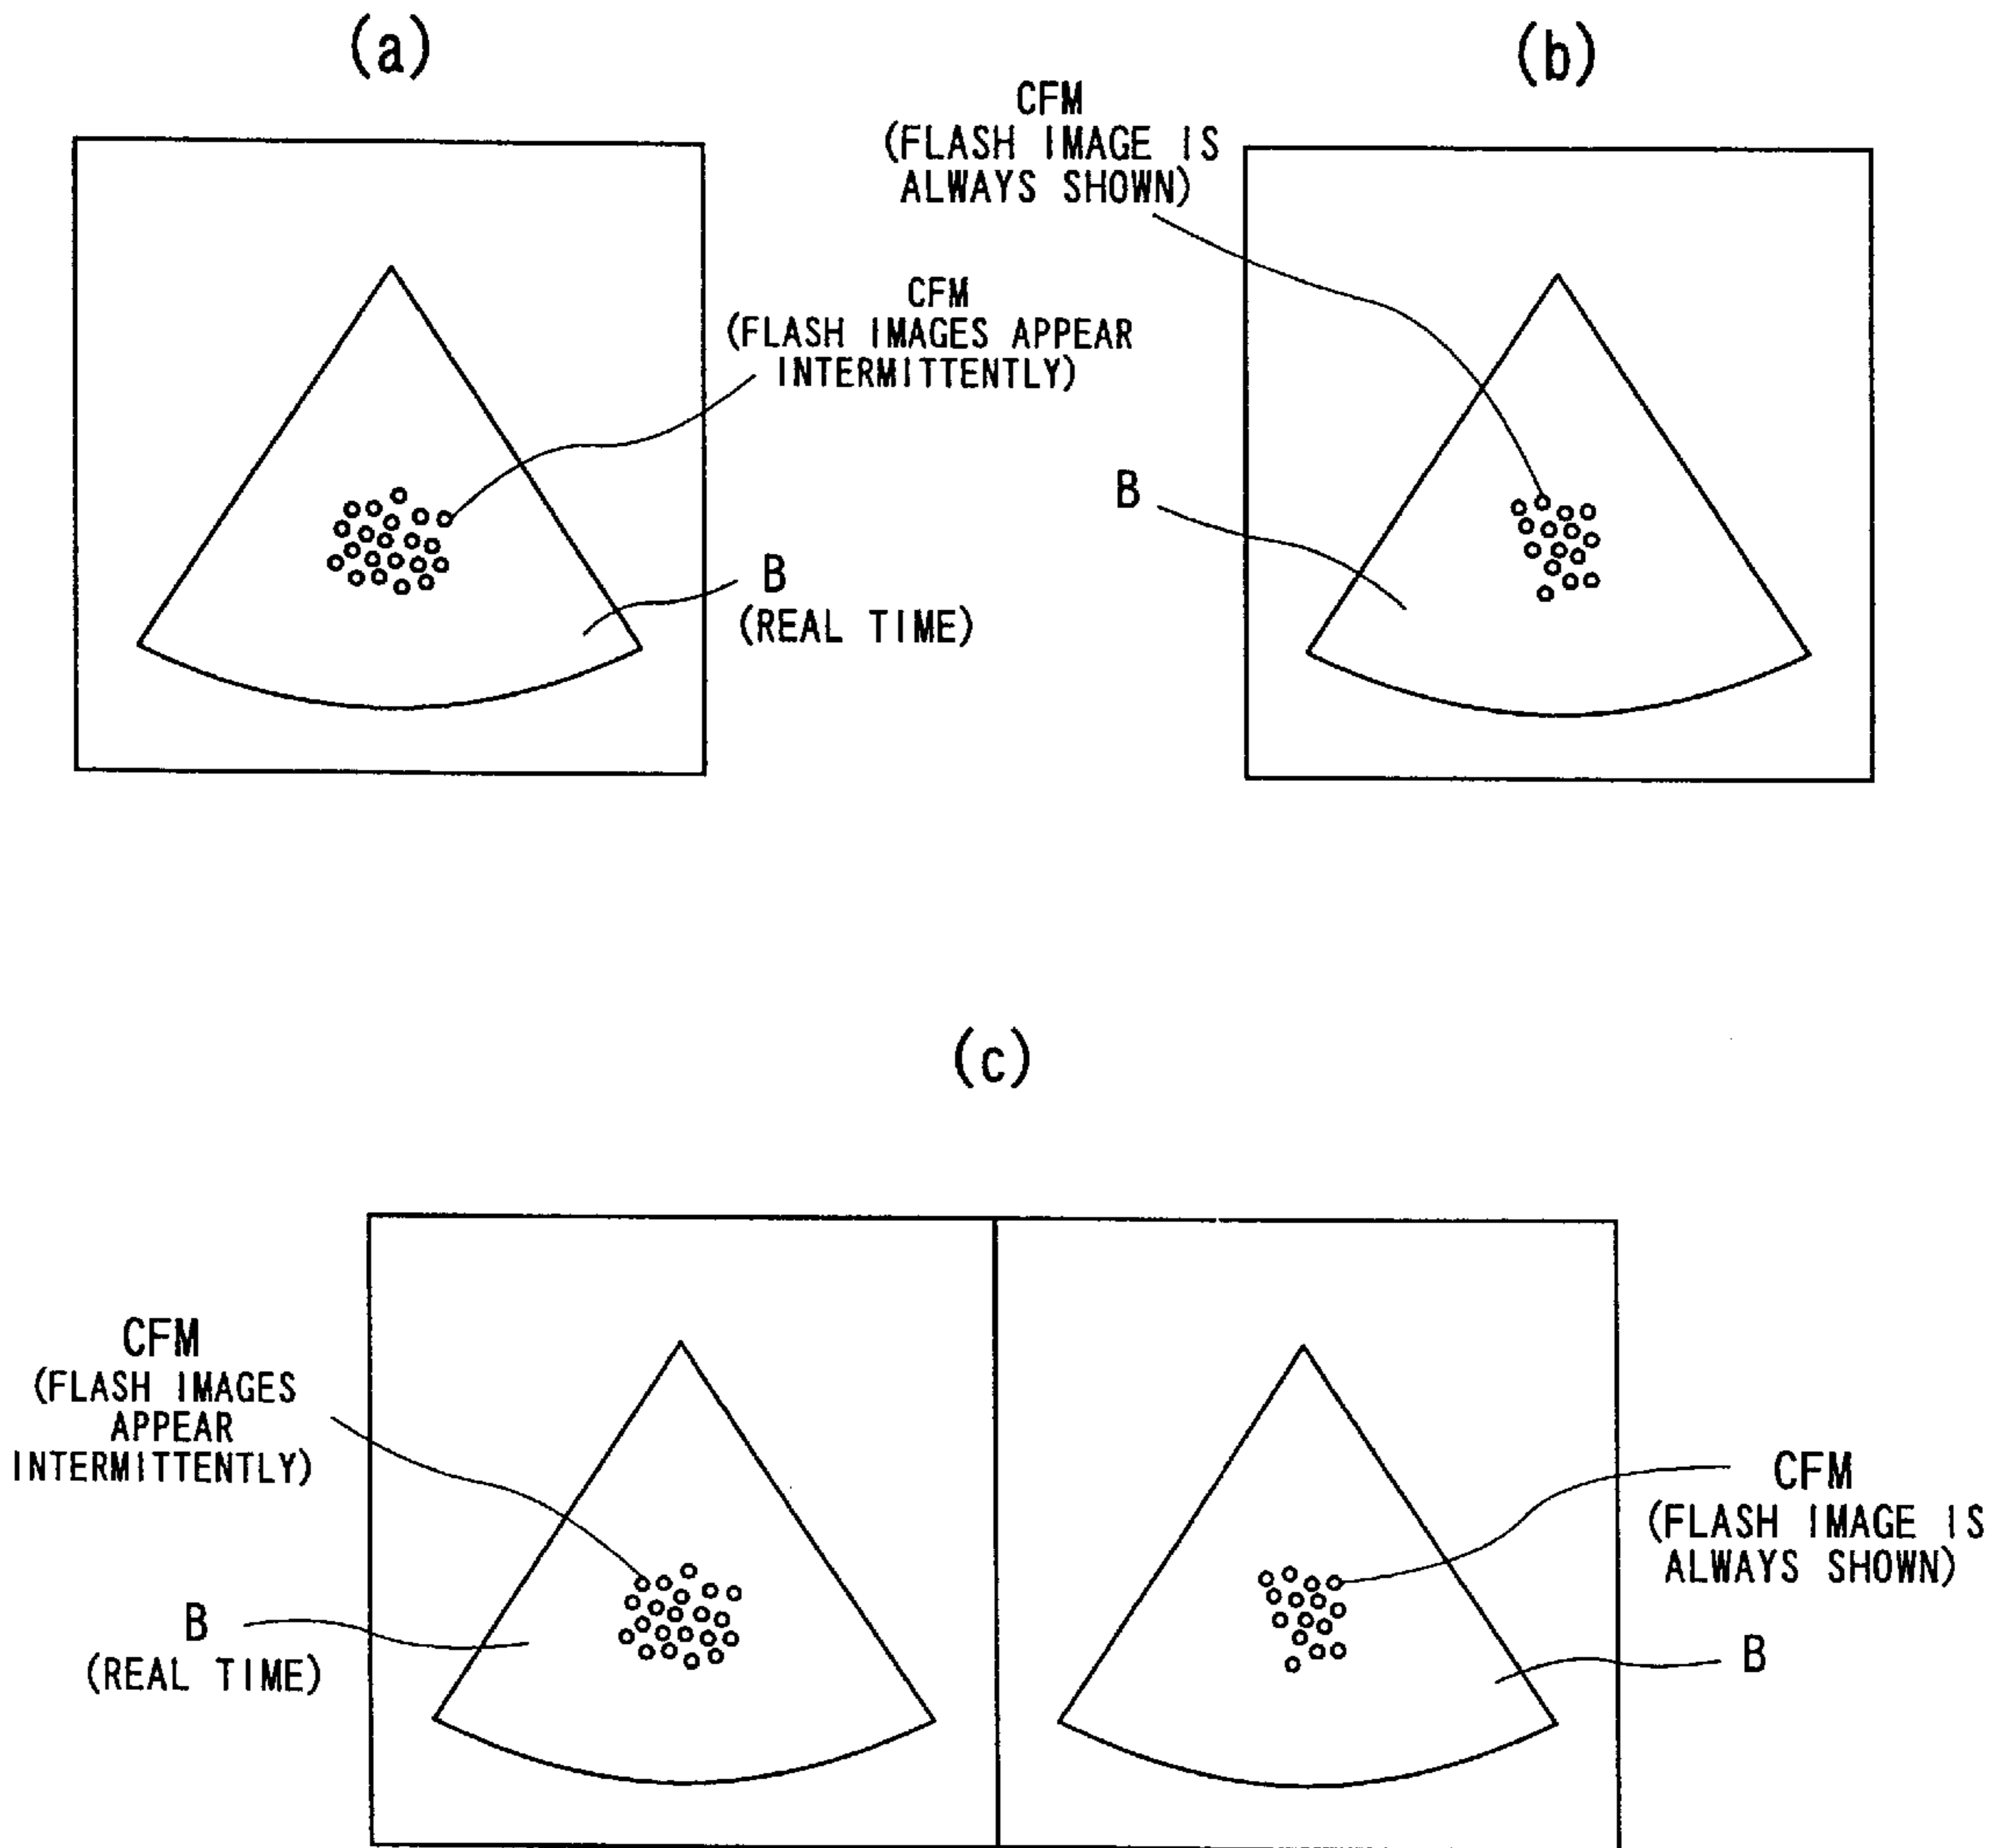 (a)
CFM
(FLASH IMAGES APPEAR
INTERMITTENTLY)
B
(REAL TIME)
(b)
CFM
(FLASH IMAGE IS
ALWAYS SHOWN)
B
(c)
CFM
(FLASH IMAGES
APPEAR
INTERMITTENTLY)
B
(REAL TIME)
CFM
(FLASH IMAGE IS
ALWAYS SHOWN)
B